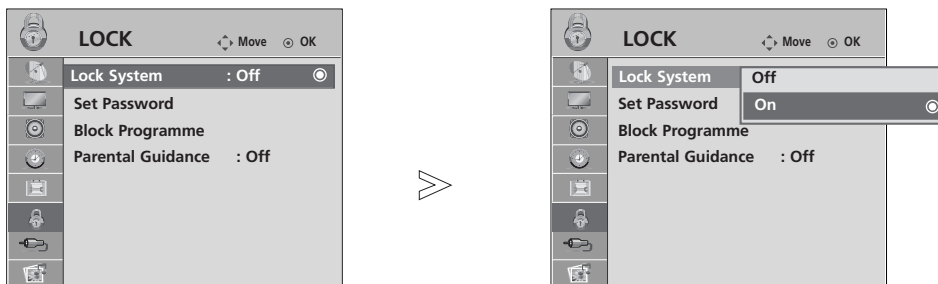 LOCK Move OK
Lock System : Off
Set Password
Block Programme
Parental Guidance : Off
LOCK Move OK
Lock System Off
Set Password On
Block Programme
Parental Guidance : Off